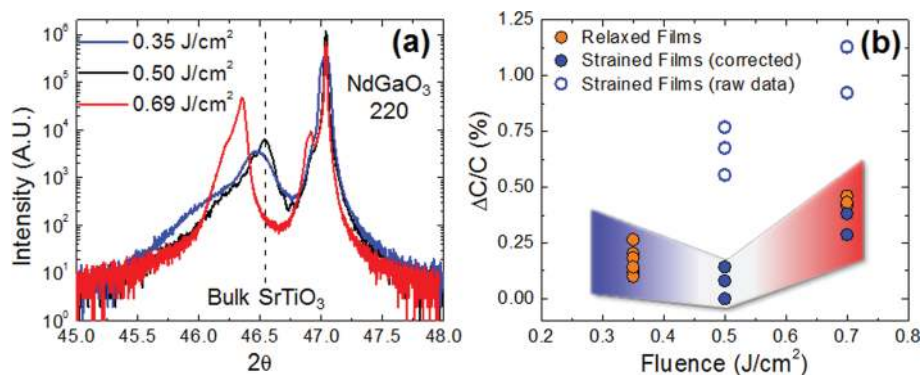 (a)
0.35 J/cm²
0.50 J/cm²
0.69 J/cm²
NdGaO₃
220
Bulk SrTiO₃
Intensity (A.U.)
10⁶
10⁵
10⁴
10³
10²
10¹
10⁰
45.0 45.5 46.0 46.5 47.0 47.5 48.0
2θ
(b)
Relaxed Films
Strained Films (corrected)
Strained Films (raw data)
ΔC/C (%)
1.25
1.00
0.75
0.50
0.25
0.00
0.2 0.3 0.4 0.5 0.6 0.7 0.8
Fluence (J/cm²)